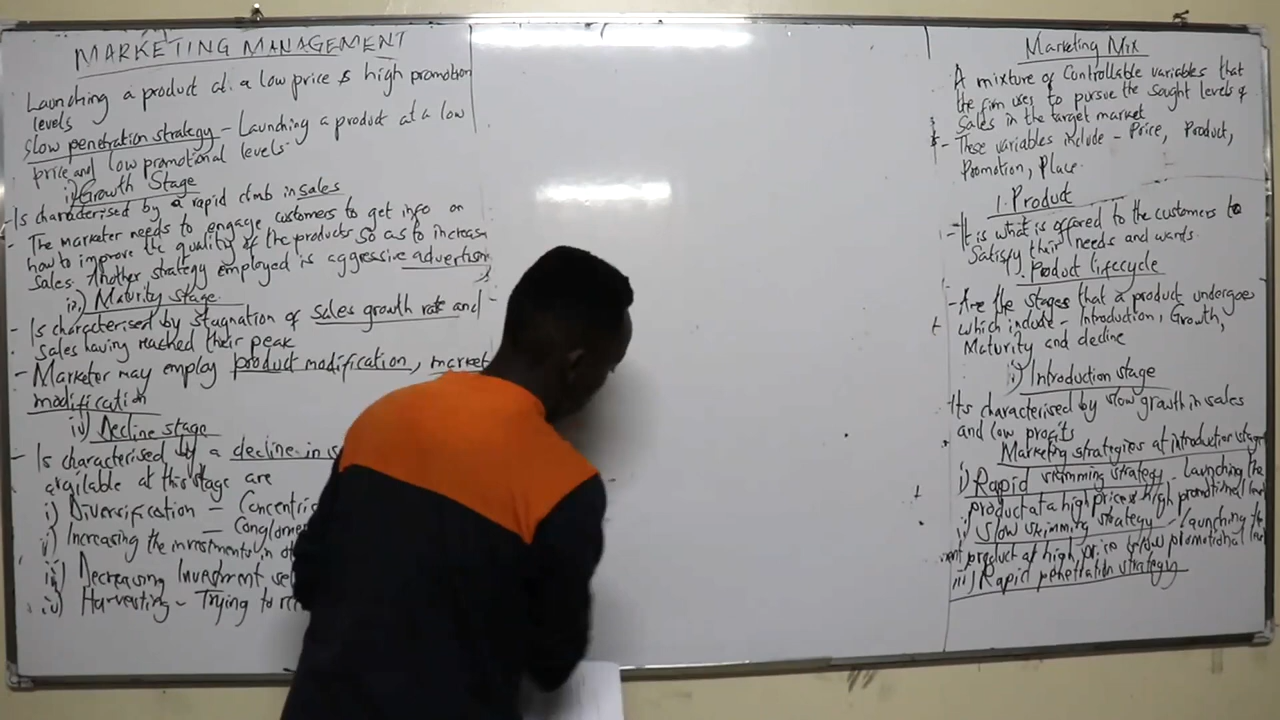 MARKETING MANAGEMENT
Launching a product at a low price & high promotion
levels
Slow penetration strategy - Launching a product at a low
price and low promotional levels.
ii) Growth Stage
- Is characterised by a rapid climb in sales
- The marketer needs to engage customers to get info on
how to improve the quality of the products so as to increase
sales. Another strategy employed is aggressive advertising
iii) Maturity stage
- Is characterised by stagnation of sales growth rate and
sales having reached their peak
- Marketer may employ product modification, market
modification
iv) Decline stage
- Is characterised by a decline in
available at this stage are
i) Diversification - Concentric
- Conglome
ii) Increasing the investments in
iii) Decreasing Investment
iv) Harvesting - Trying to
Marketing Mix
A mixture of controllable variables that
the firm uses to pursue the sought levels of
sales in the target market
- These variables include - Price, Product,
Promotion, Place.
1. Product
- It is what is offered to the customers to
satisfy their needs and wants.
Product lifecycle
- Are the stages that a product undergoes
which include - Introduction, Growth,
Maturity and decline
i) Introduction stage
- Its characterised by slow growth in sales
and low profits
Marketing strategies at introduction stage
i) Rapid skimming strategy - Launching the
product at a high price & high promotional level
ii) Slow skimming strategy - Launching the
product at high price & low promotional level
iii) Rapid penetration strategy